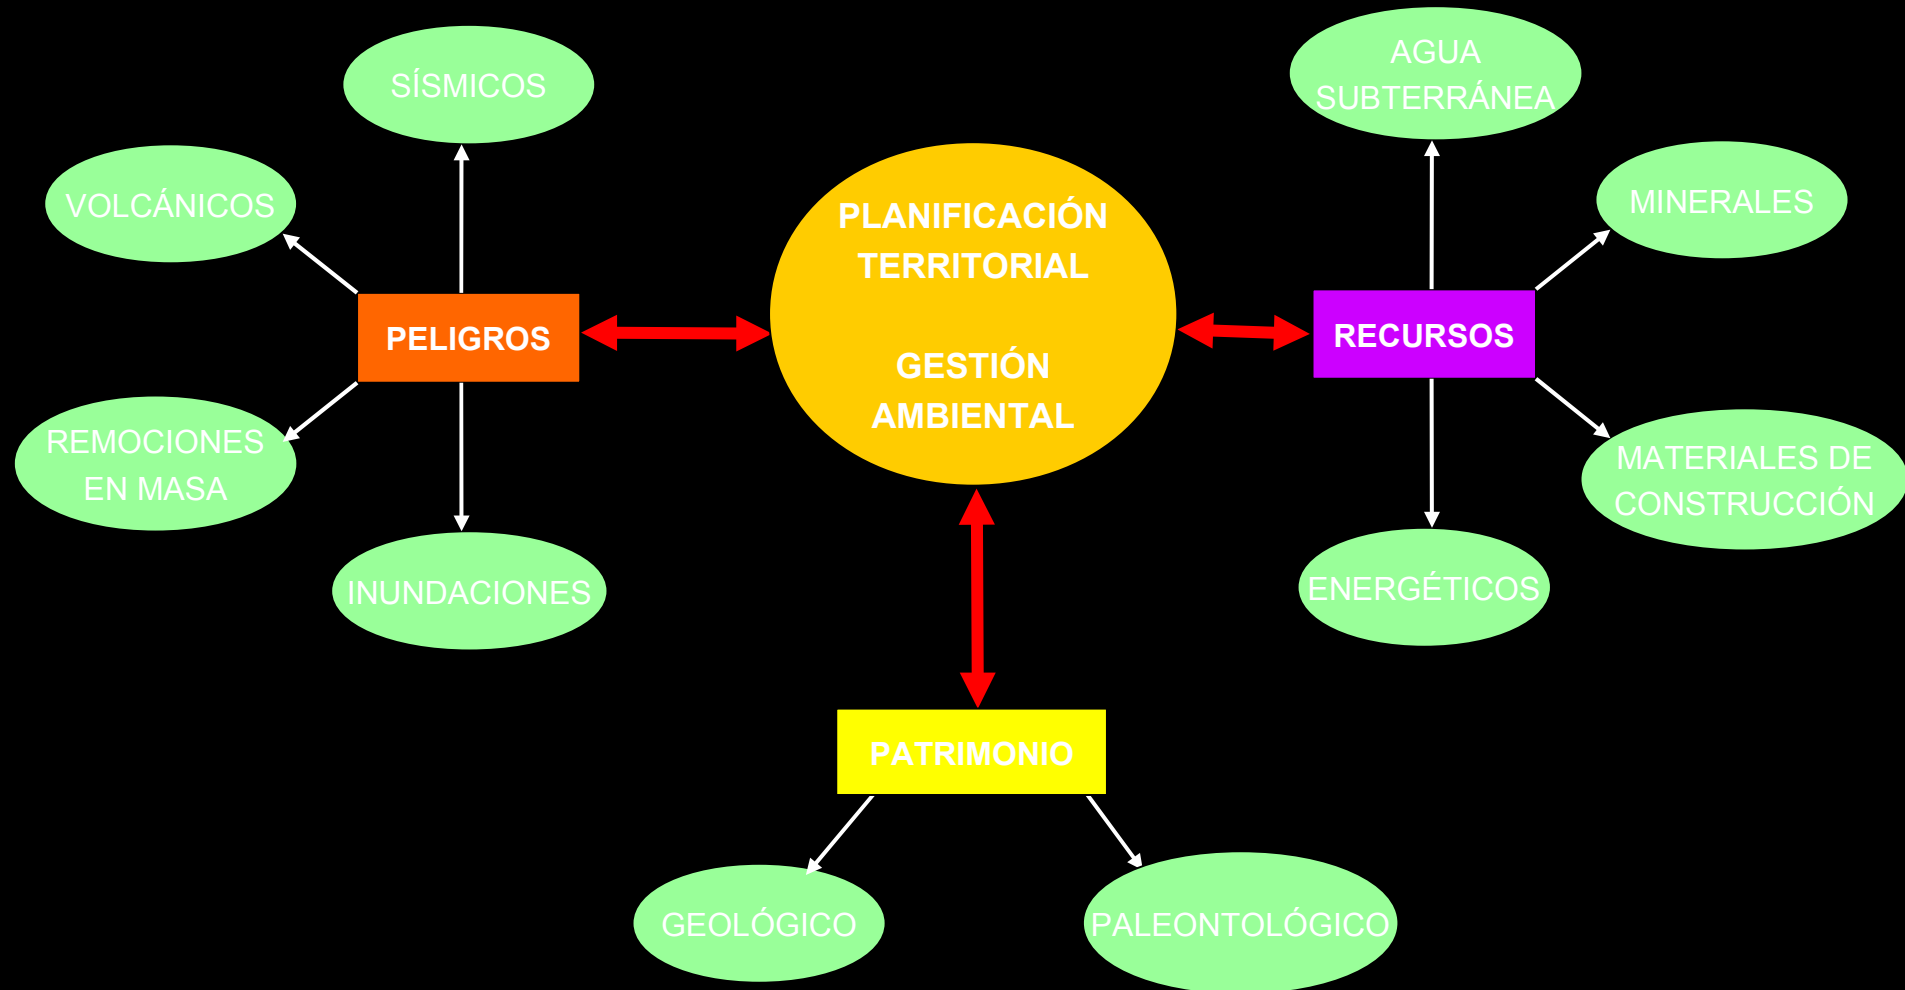 SÍSMICOS
VOLCÁNICOS
PELIGROS
REMOCIONES
EN MASA
INUNDACIONES
PLANIFICACIÓN
TERRITORIAL
GESTIÓN
AMBIENTAL
AGUA
SUBTERRÁNEA
MINERALES
RECURSOS
MATERIALES DE
CONSTRUCCIÓN
ENERGÉTICOS
PATRIMONIO
GEOLÓGICO
PALEONTOLÓGICO